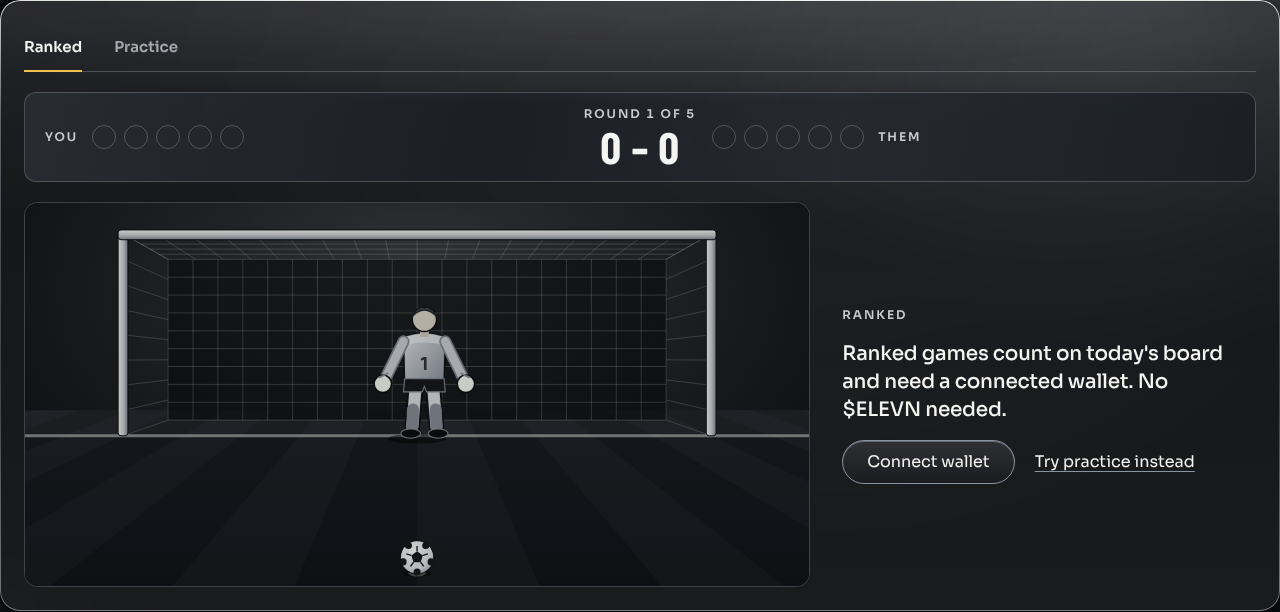 Ranked
Practice
YOU
ROUND 1 OF 5
0 – 0
THEM
1
RANKED
Ranked games count on today's board
and need a connected wallet. No
$ELEVN needed.
Connect wallet
Try practice instead